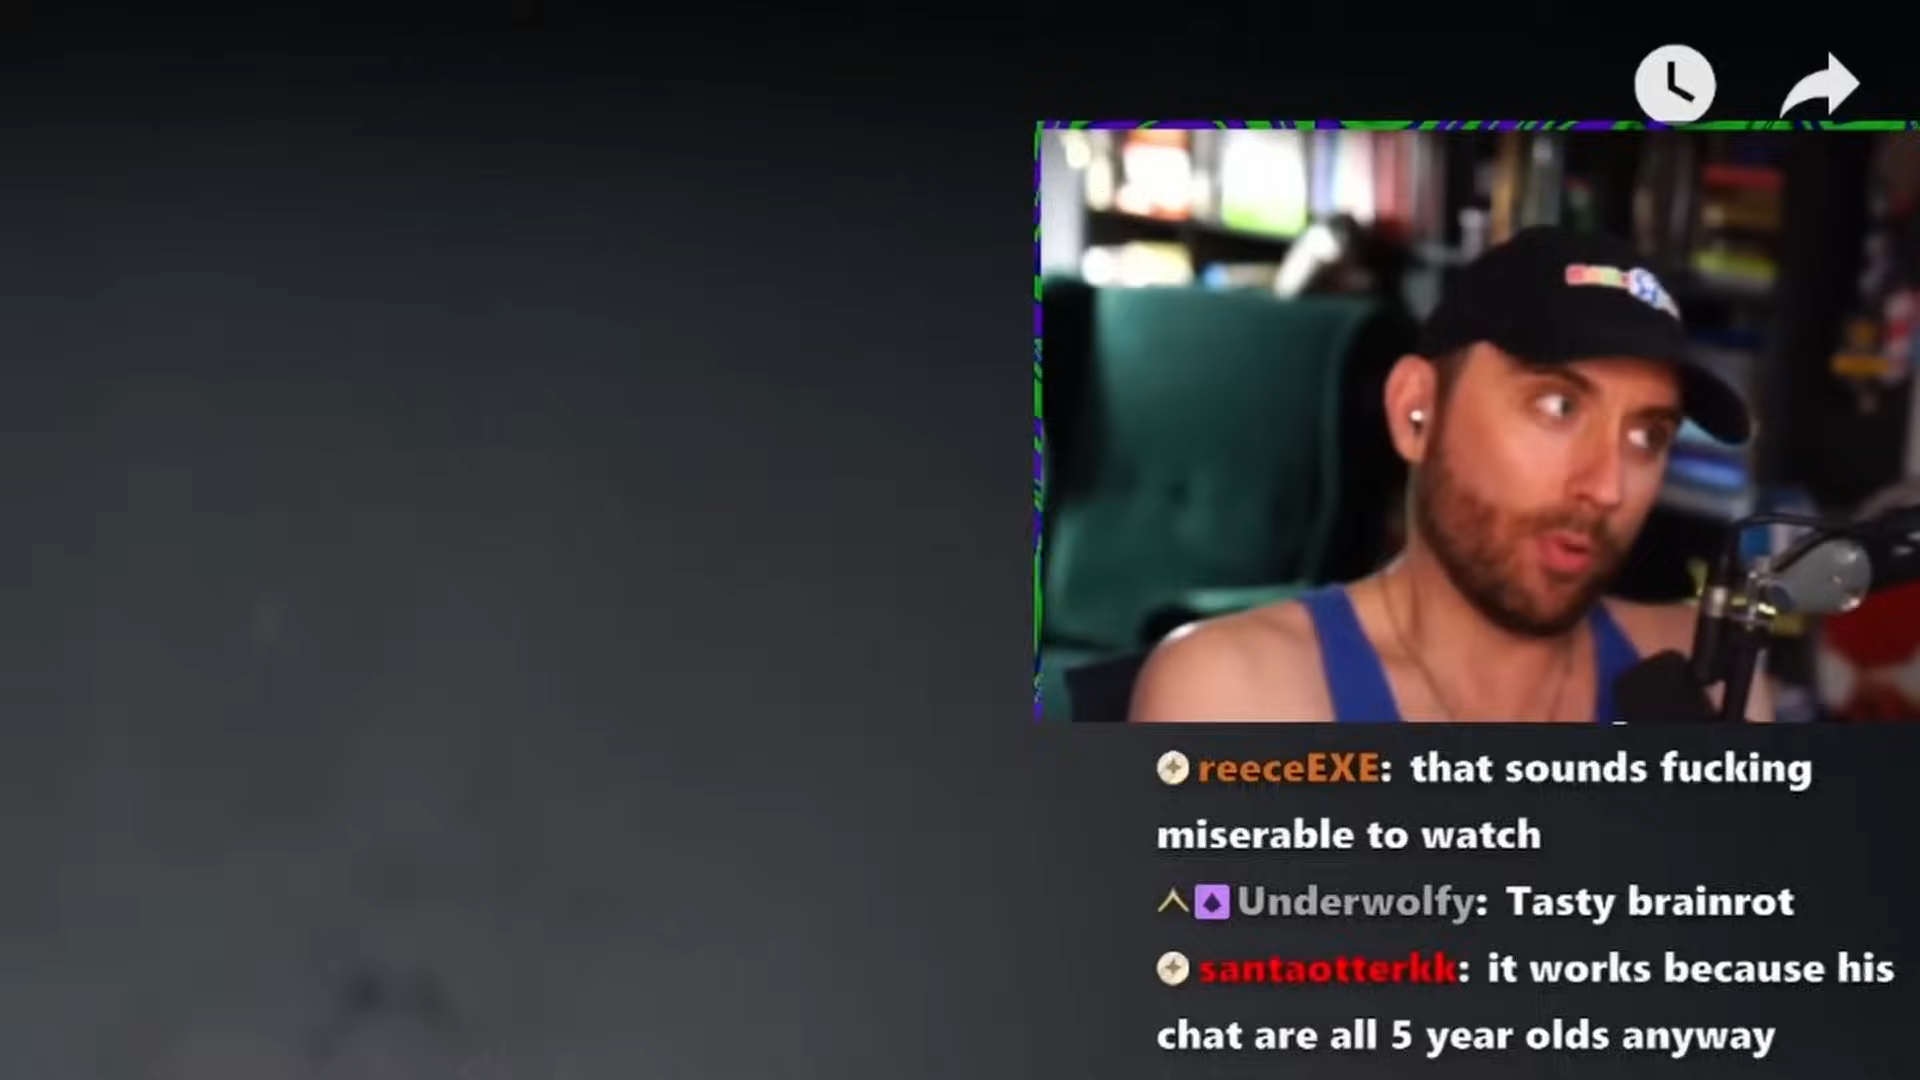 reeceEXE: that sounds fucking
miserable to watch
Underwolfy: Tasty brainrot
santaotterkk: it works because his
chat are all 5 year olds anyway